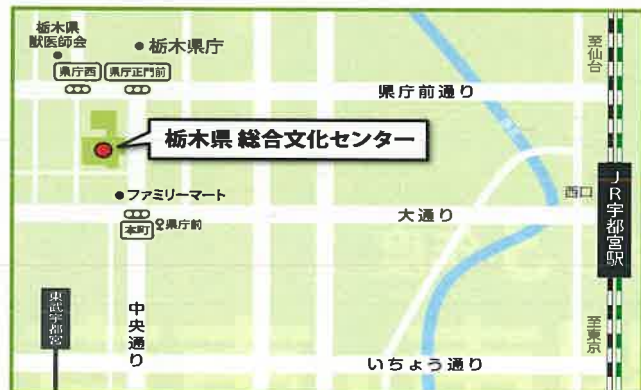 栃木県
獣医師会
栃木県庁
県庁西
県庁正門前
県庁前通り
至仙台
栃木県 総合文化センター
ファミリーマート
本町
県庁前
大通り
西口
JR宇都宮駅
東武宇都宮
中央通り
いちょう通り
至東京